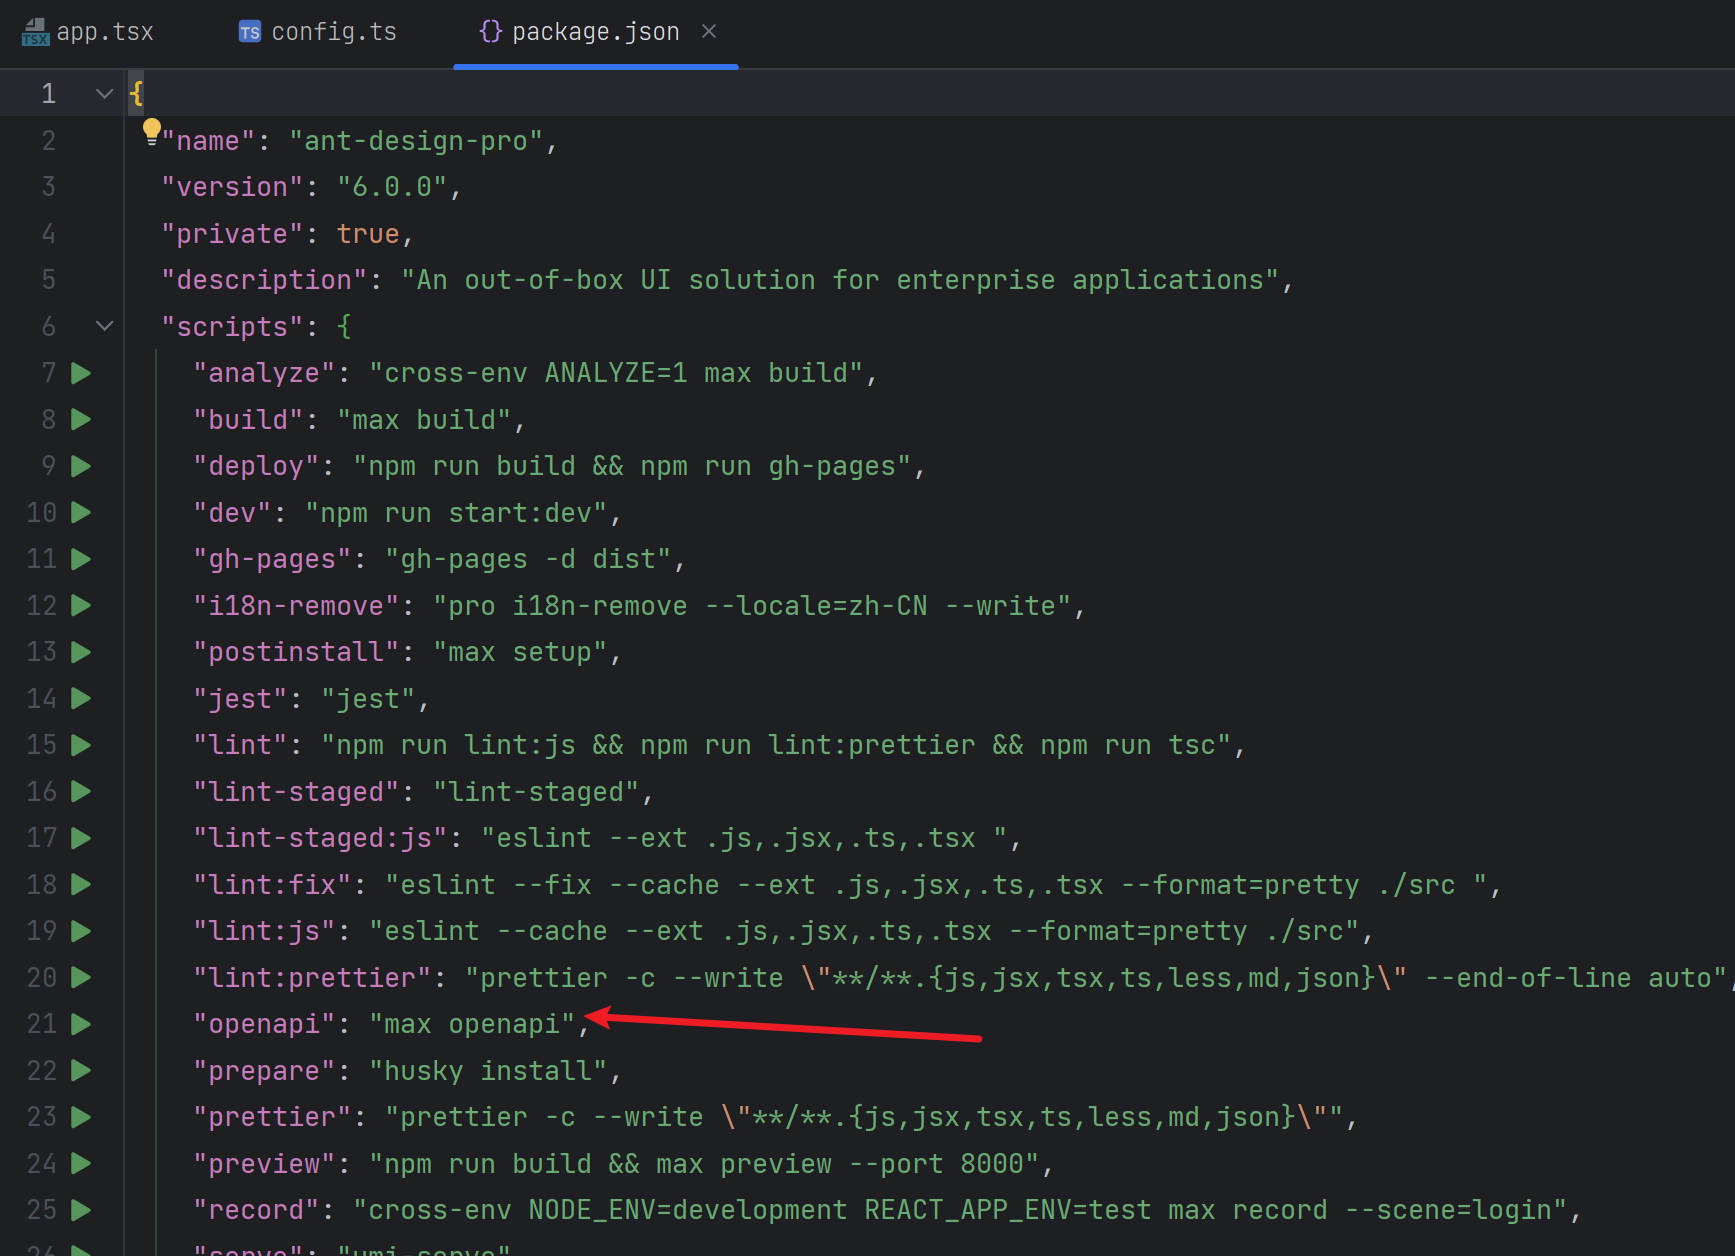 app.tsx config.ts package.json
1 {
2 "name": "ant-design-pro",
3 "version": "6.0.0",
4 "private": true,
5 "description": "An out-of-box UI solution for enterprise applications",
6 "scripts": {
7 "analyze": "cross-env ANALYZE=1 max build",
8 "build": "max build",
9 "deploy": "npm run build && npm run gh-pages",
10 "dev": "npm run start:dev",
11 "gh-pages": "gh-pages -d dist",
12 "i18n-remove": "pro i18n-remove --locale=zh-CN --write",
13 "postinstall": "max setup",
14 "jest": "jest",
15 "lint": "npm run lint:js && npm run lint:prettier && npm run tsc",
16 "lint-staged": "lint-staged",
17 "lint-staged:js": "eslint --ext .js,.jsx,.ts,.tsx ",
18 "lint:fix": "eslint --fix --cache --ext .js,.jsx,.ts,.tsx --format=pretty ./src ",
19 "lint:js": "eslint --cache --ext .js,.jsx,.ts,.tsx --format=pretty ./src",
20 "lint:prettier": "prettier -c --write \"**/**.{js,jsx,tsx,ts,less,md,json}\" --end-of-line auto",
21 "openapi": "max openapi",
22 "prepare": "husky install",
23 "prettier": "prettier -c --write \"**/**.{js,jsx,tsx,ts,less,md,json}\"",
24 "preview": "npm run build && max preview --port 8000",
25 "record": "cross-env NODE_ENV=development REACT_APP_ENV=test max record --scene=login",
26 "serve": "umi-serve"